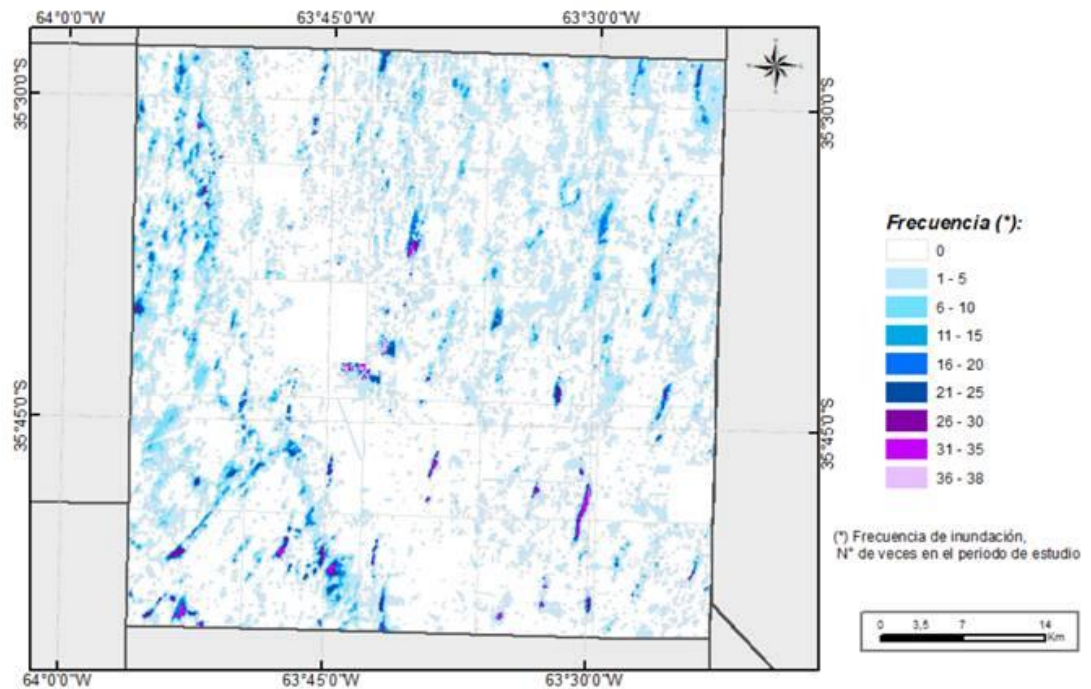 64°0'0"W 63°45'0"W 63°30'0"W
35°30'0"S
35°30'0"S
35°45'0"S
35°45'0"S
64°0'0"W 63°45'0"W 63°30'0"W
Frecuencia (*):
0
1 - 5
6 - 10
11 - 15
16 - 20
21 - 25
26 - 30
31 - 35
36 - 38
(*) Frecuencia de inundación,
N° de veces en el periodo de estudio
0 3,5 7 14
Km